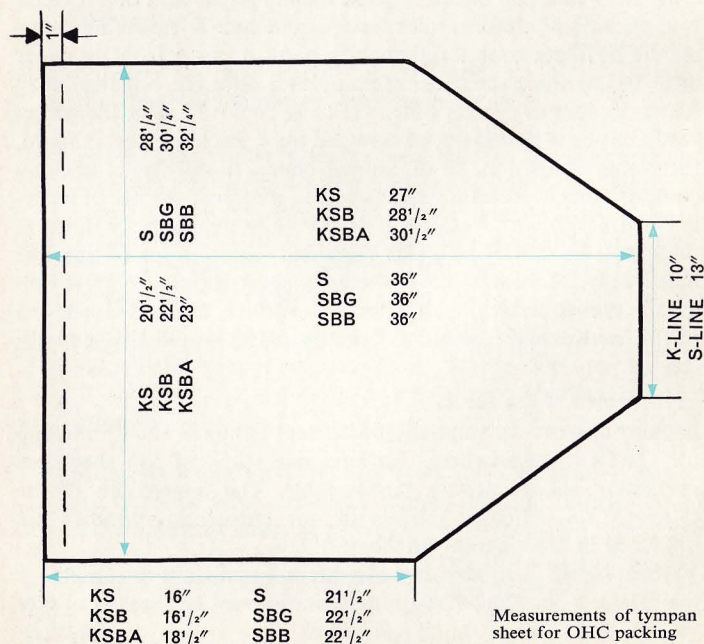 1″
S 28¹/₄″
SBG 30¹/₄″
SBB 32¹/₄″
KS 20¹/₂″
KSB 22¹/₂″
KSBA 23″
KS 27″
KSB 28¹/₂″
KSBA 30¹/₂″
S 36″
SBG 36″
SBB 36″
K-LINE 10″
S-LINE 13″
KS 16″ S 21¹/₂″
KSB 16¹/₂″ SBG 22¹/₂″
KSBA 18¹/₂″ SBB 22¹/₂″
Measurements of tympan
sheet for OHC packing